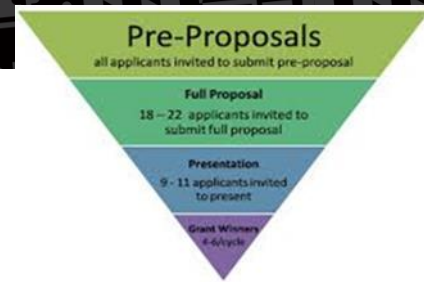 Pre-Proposals
all applicants invited to submit pre-proposal
Full Proposal
18 – 22 applicants invited to
submit full proposal
Presentation
9 - 11 applicants invited
to present
Grant Winners
4-6/cycle